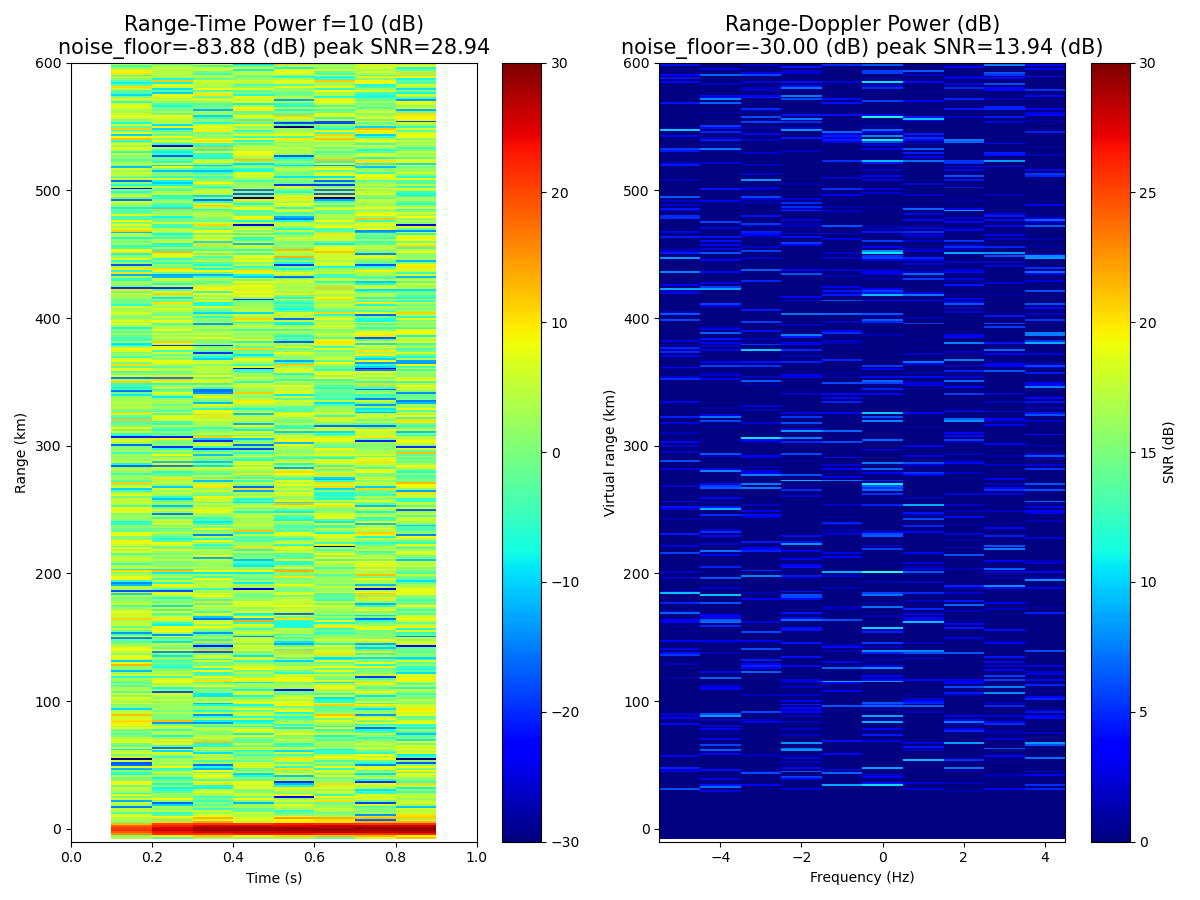 Range-Time Power f=10 (dB)
noise_floor=-83.88 (dB) peak SNR=28.94
Range (km)
600
500
400
300
200
100
0
0.0 0.2 0.4 0.6 0.8 1.0
Time (s)
30
20
10
0
−10
−20
−30
Range-Doppler Power (dB)
noise_floor=-30.00 (dB) peak SNR=13.94 (dB)
Virtual range (km)
600
500
400
300
200
100
0
−4 −2 0 2 4
Frequency (Hz)
30
25
20
15
10
5
0
SNR (dB)